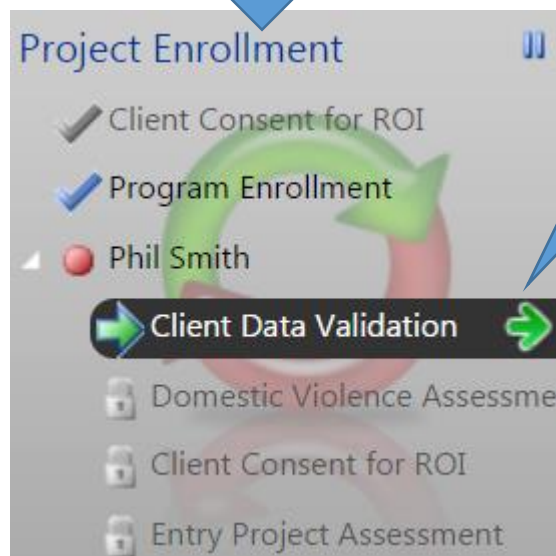 Project Enrollment
Client Consent for ROI
Program Enrollment
Phil Smith
Client Data Validation
Domestic Violence Assessme
Client Consent for ROI
Entry Project Assessment